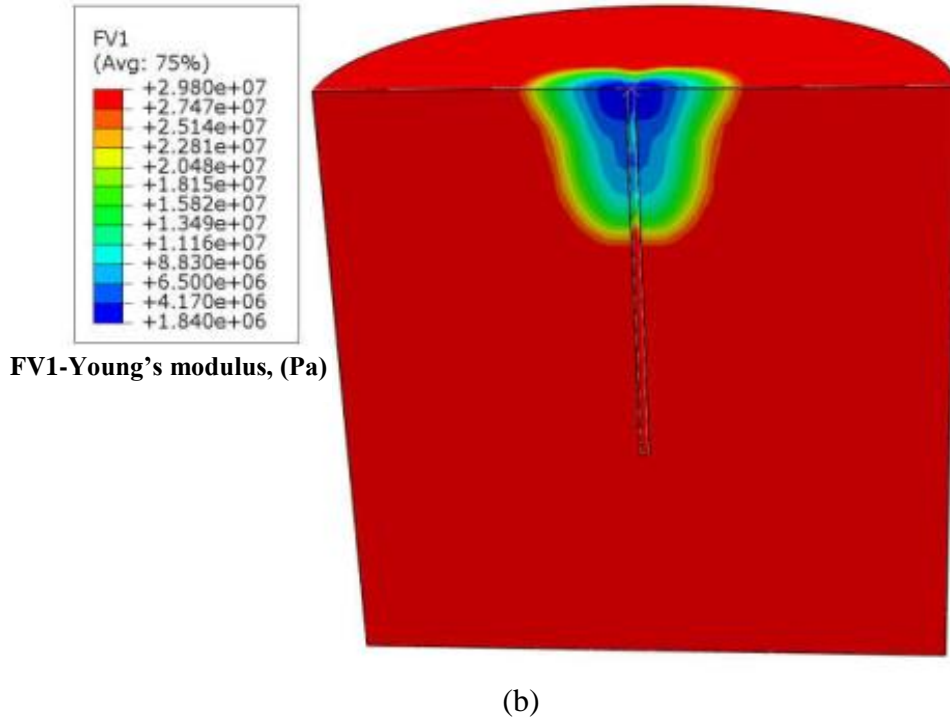 FV1
(Avg: 75%)
+2.980e+07
+2.747e+07
+2.514e+07
+2.281e+07
+2.048e+07
+1.815e+07
+1.582e+07
+1.349e+07
+1.116e+07
+8.830e+06
+6.500e+06
+4.170e+06
+1.840e+06
FV1-Young’s modulus, (Pa)
(b)